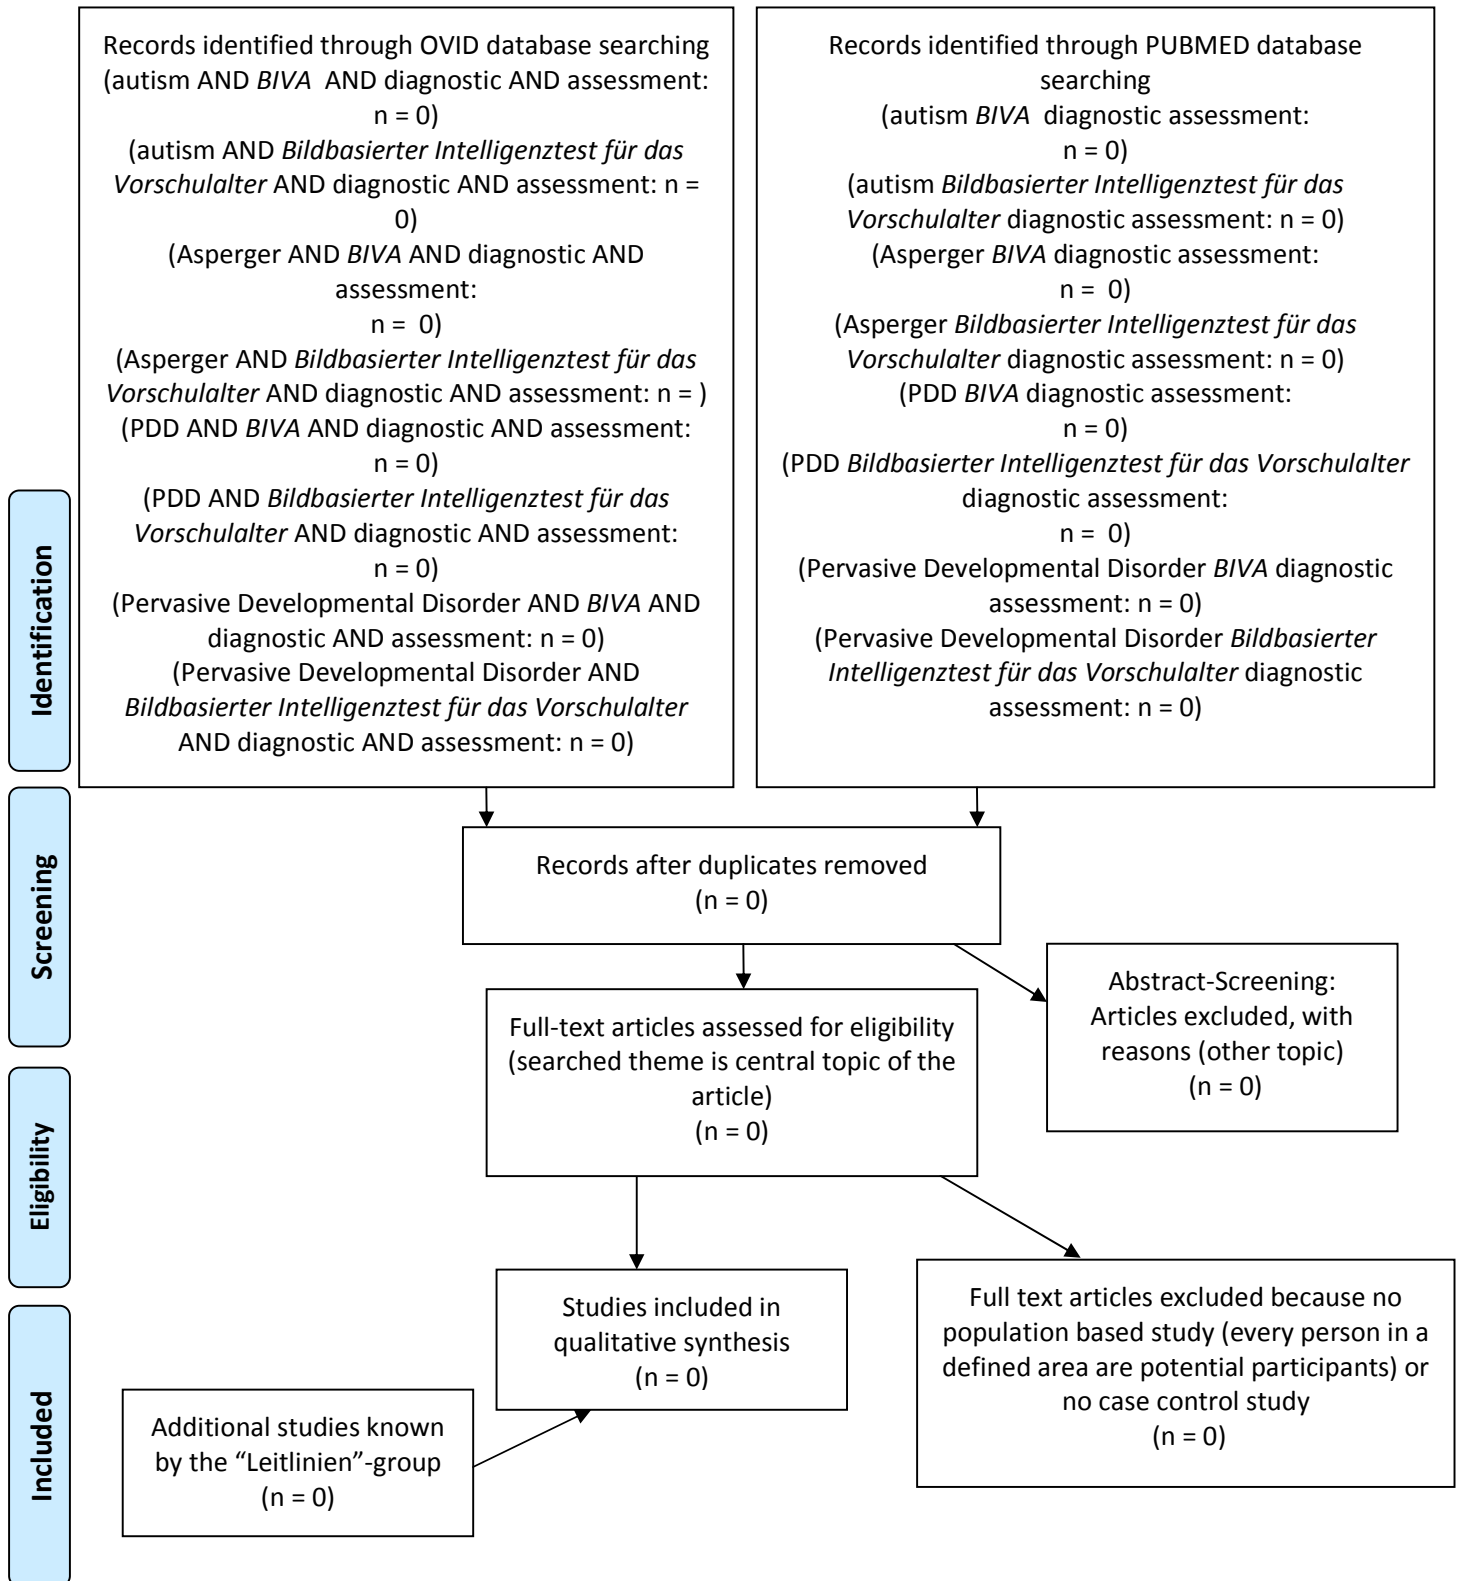 Records identified through OVID database searching
(autism AND BIVA AND diagnostic AND assessment:
n = 0)
(autism AND Bildbasierter Intelligenztest für das
Vorschulalter AND diagnostic AND assessment: n =
0)
(Asperger AND BIVA AND diagnostic AND
assessment:
n = 0)
(Asperger AND Bildbasierter Intelligenztest für das
Vorschulalter AND diagnostic AND assessment: n = )
(PDD AND BIVA AND diagnostic AND assessment:
n = 0)
(PDD AND Bildbasierter Intelligenztest für das
Vorschulalter AND diagnostic AND assessment:
n = 0)
(Pervasive Developmental Disorder AND BIVA AND
diagnostic AND assessment: n = 0)
(Pervasive Developmental Disorder AND
Bildbasierter Intelligenztest für das Vorschulalter
AND diagnostic AND assessment: n = 0)
Records identified through PUBMED database
searching
(autism BIVA diagnostic assessment:
n = 0)
(autism Bildbasierter Intelligenztest für das
Vorschulalter diagnostic assessment: n = 0)
(Asperger BIVA diagnostic assessment:
n = 0)
(Asperger Bildbasierter Intelligenztest für das
Vorschulalter diagnostic assessment: n = 0)
(PDD BIVA diagnostic assessment:
n = 0)
(PDD Bildbasierter Intelligenztest für das Vorschulalter
diagnostic assessment:
n = 0)
(Pervasive Developmental Disorder BIVA diagnostic
assessment: n = 0)
(Pervasive Developmental Disorder Bildbasierter
Intelligenztest für das Vorschulalter diagnostic
assessment: n = 0)
Identification
Screening
Records after duplicates removed
(n = 0)
Abstract-Screening:
Articles excluded, with
reasons (other topic)
(n = 0)
Full-text articles assessed for eligibility
(searched theme is central topic of the
article)
(n = 0)
Eligibility
Studies included in
qualitative synthesis
(n = 0)
Full text articles excluded because no
population based study (every person in a
defined area are potential participants) or
no case control study
(n = 0)
Included
Additional studies known
by the “Leitlinien”-group
(n = 0)